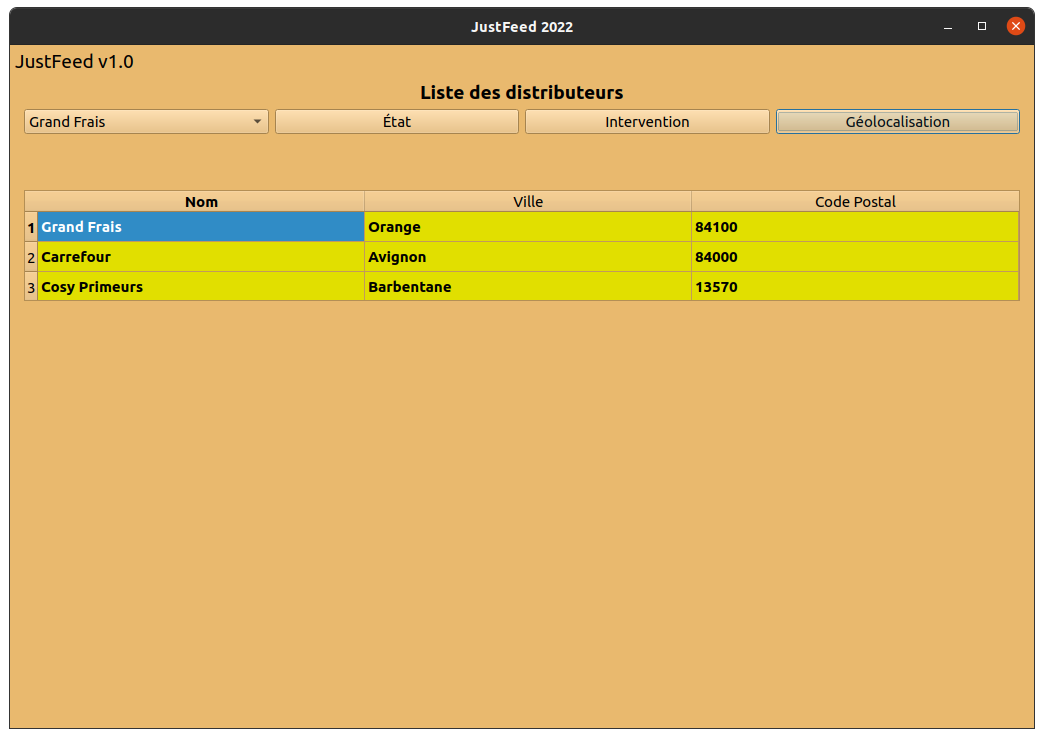 JustFeed 2022
JustFeed v1.0
Liste des distributeurs
Grand Frais État Intervention Géolocalisation
Nom Ville Code Postal
1 Grand Frais Orange 84100
2 Carrefour Avignon 84000
3 Cosy Primeurs Barbentane 13570